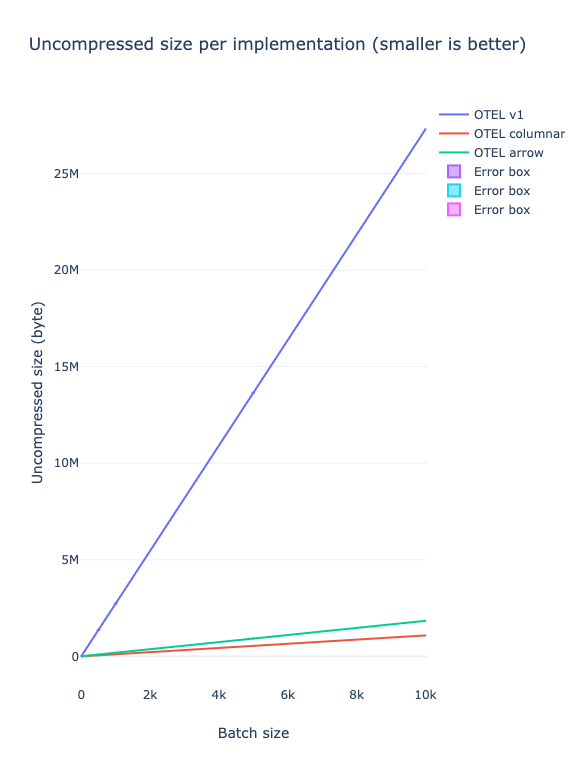 Uncompressed size per implementation (smaller is better)
OTEL v1
OTEL columnar
OTEL arrow
Error box
Error box
Error box
25M
20M
15M
10M
5M
0
Uncompressed size (byte)
0 2k 4k 6k 8k 10k
Batch size